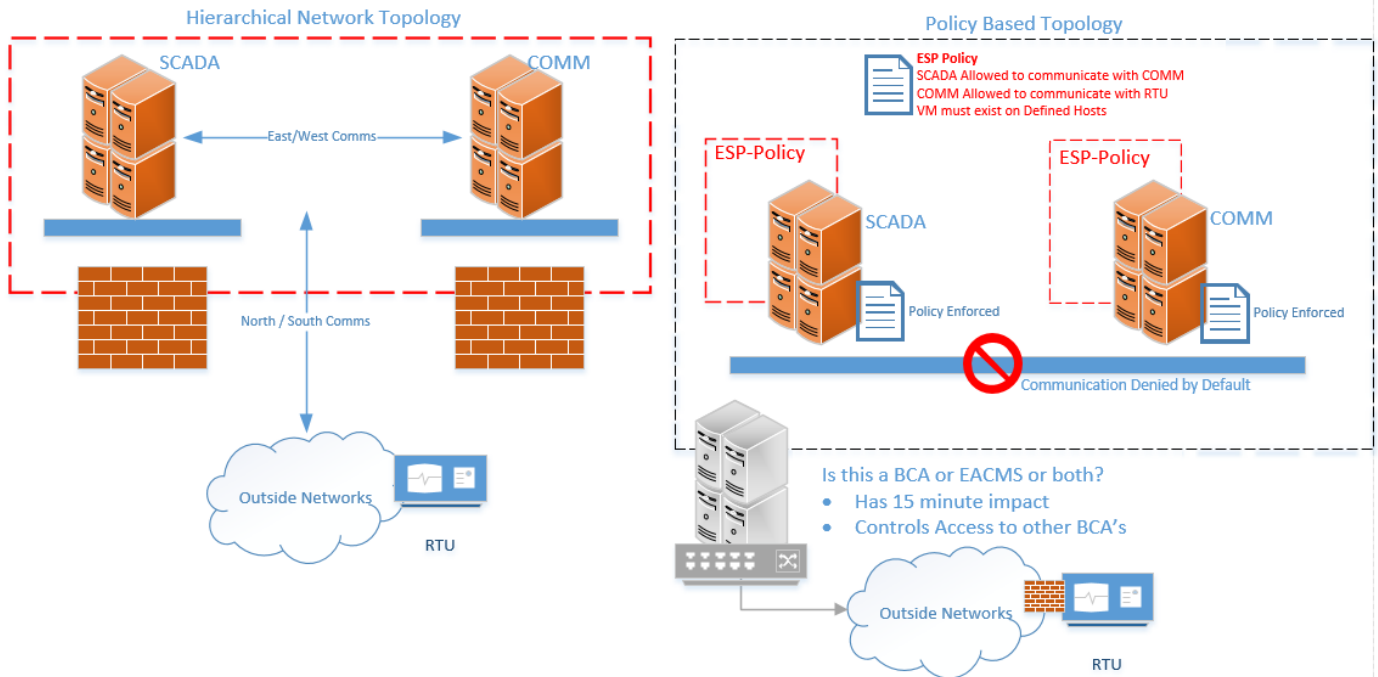 Hierarchical Network Topology
SCADA
COMM
East/West Comms
North / South Comms
Outside Networks
RTU
Policy Based Topology
ESP Policy
SCADA Allowed to communicate with COMM
COMM Allowed to communicate with RTU
VM must exist on Defined Hosts
ESP-Policy
ESP-Policy
SCADA
COMM
Policy Enforced
Policy Enforced
Communication Denied by Default
Is this a BCA or EACMS or both?
• Has 15 minute impact
• Controls Access to other BCA's
Outside Networks
RTU